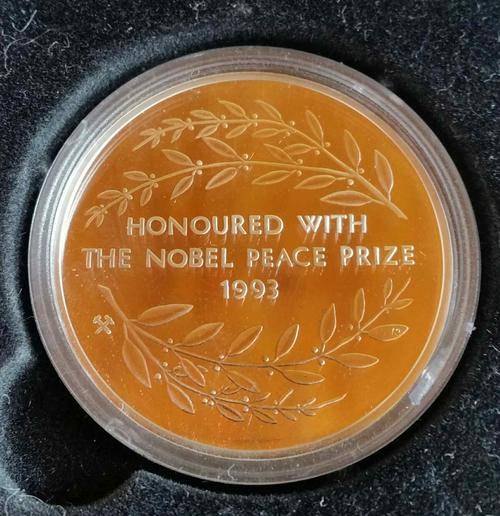 HONOURED WITH
THE NOBEL PEACE PRIZE
1993